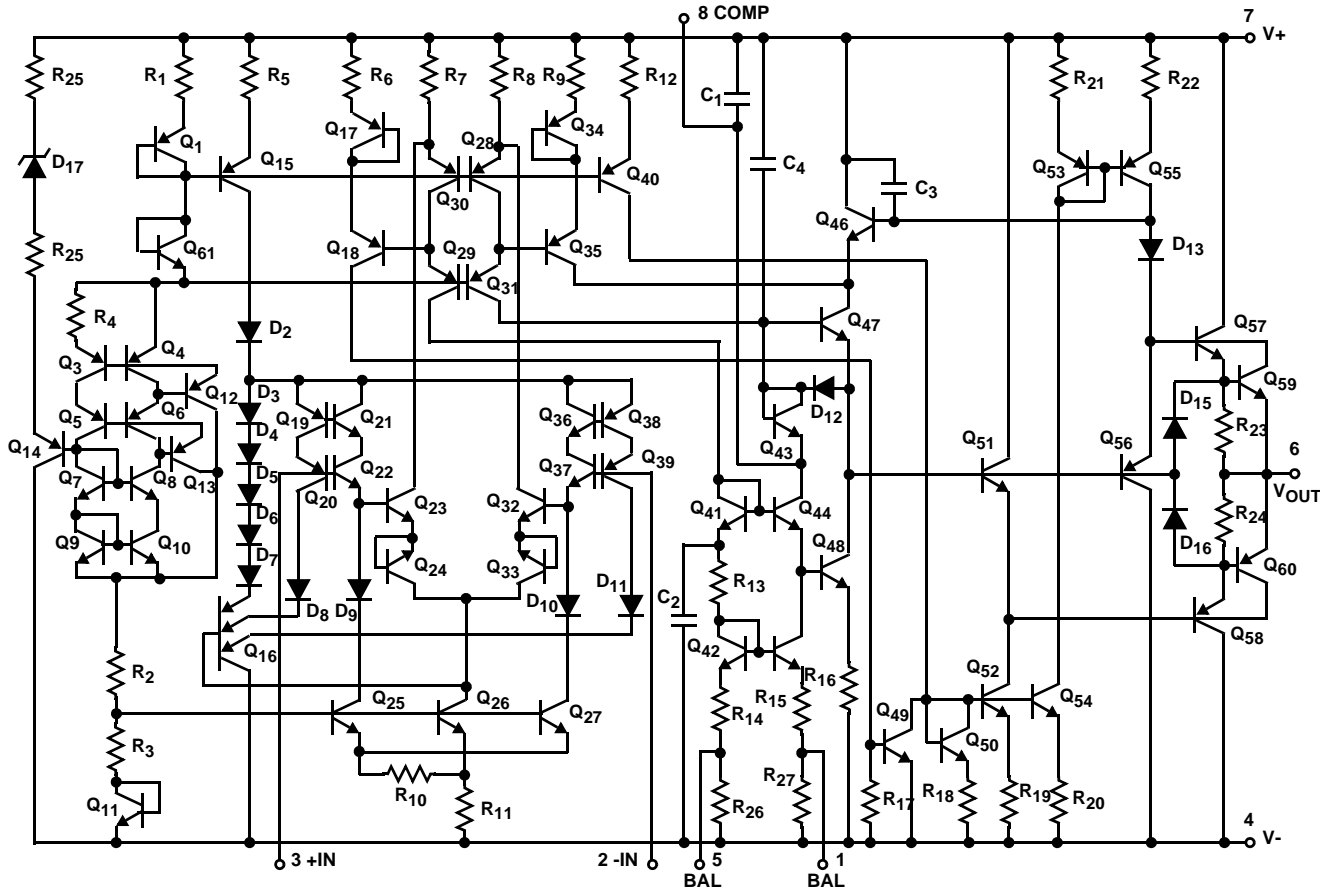 8 COMP
7
V+
R25
R1
R5
R6
R7
R8
R9
R12
C1
R21
R22
Q17
Q28
Q34
Q1
D17
Q15
Q40
C4
C3
Q53
Q55
Q30
Q46
R25
Q61
Q18
Q29
Q35
D13
Q31
R4
D2
Q47
Q57
Q3
Q4
Q59
Q12
D3
Q19
Q21
Q36
Q38
D12
D15
Q5
Q6
D4
R23
Q14
Q43
Q51
Q56
6
Q7
Q8
Q13
D5
Q20
Q22
Q37
Q39
VOUT
D6
Q23
Q32
Q41
Q44
R24
Q9
Q10
D7
Q24
Q33
Q48
D16
Q60
D8
D9
D10
D11
C2
R13
Q16
Q42
Q58
R2
R16
Q25
Q26
Q27
R14
R15
Q49
Q52
Q54
R3
Q50
R10
R27
Q11
R11
R26
R17
R18
R19
R20
4
V-
3 +IN
2 -IN
5
BAL
1
BAL